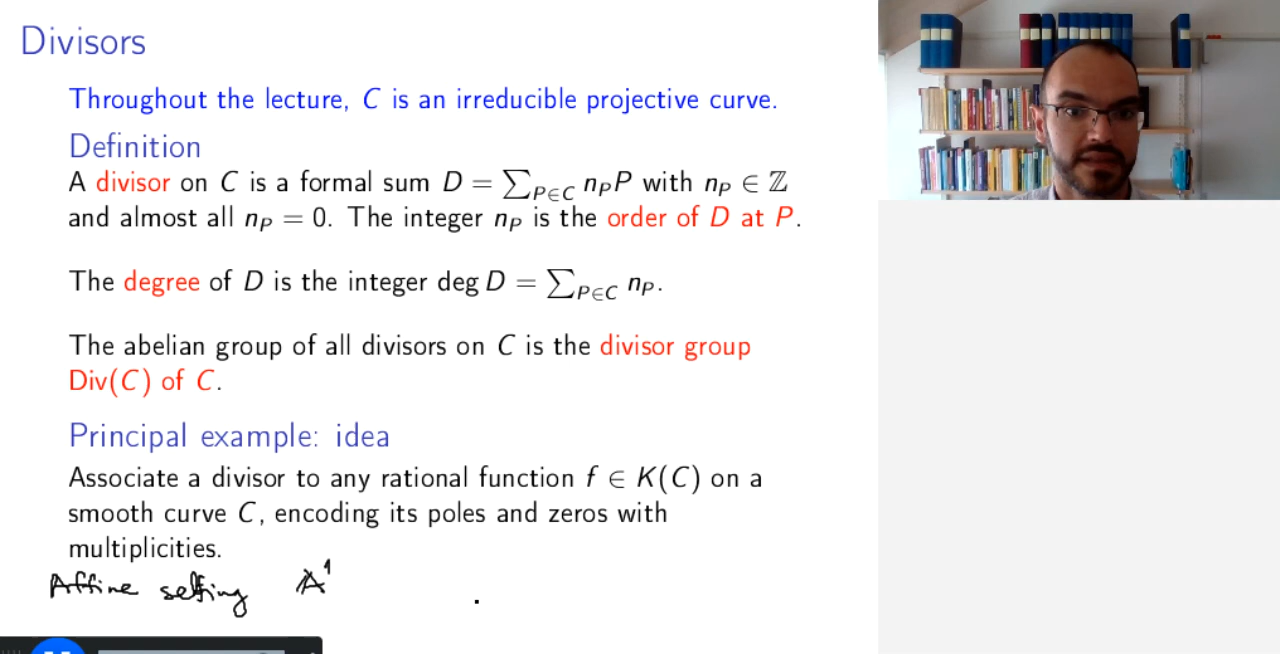 Divisors
Throughout the lecture, C is an irreducible projective curve.
Definition
A divisor on C is a formal sum D = ∑_{P∈C} n_P P with n_P ∈ ℤ
and almost all n_P = 0. The integer n_P is the order of D at P.
The degree of D is the integer deg D = ∑_{P∈C} n_P.
The abelian group of all divisors on C is the divisor group
Div(C) of C.
Principal example: idea
Associate a divisor to any rational function f ∈ K(C) on a
smooth curve C, encoding its poles and zeros with
multiplicities.
Affine setting 𝔸¹